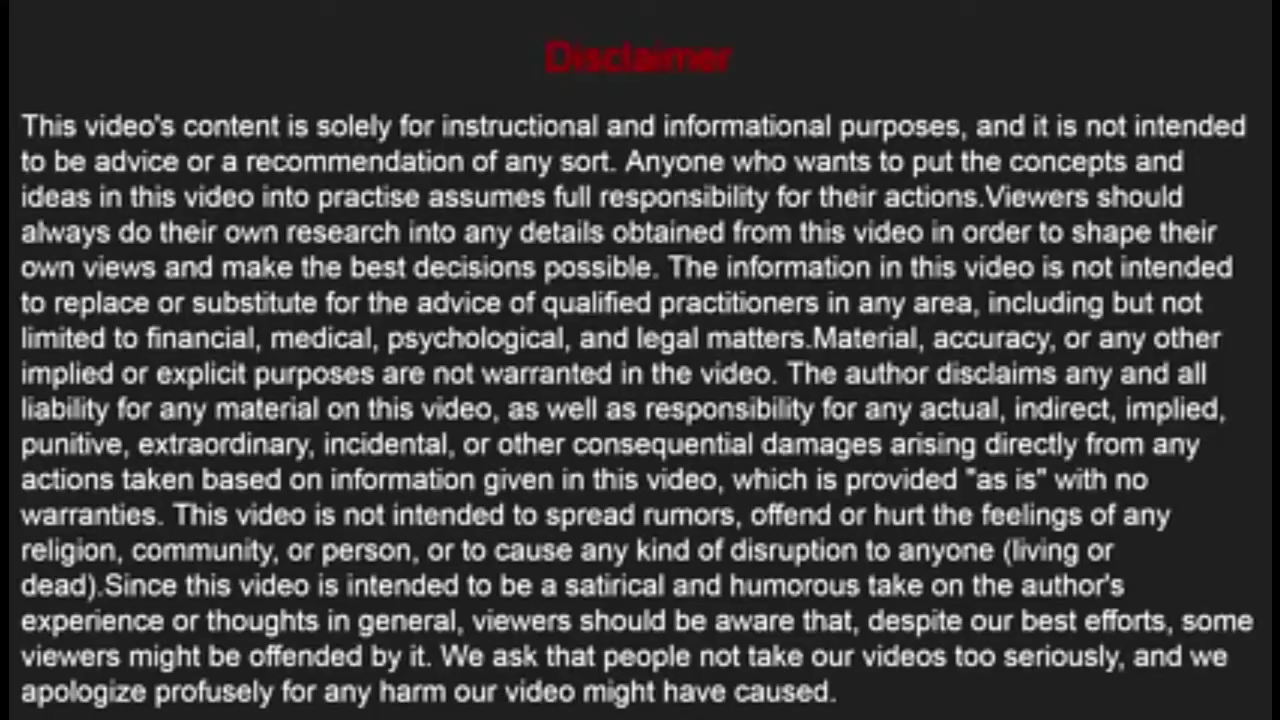 Disclaimer
This video's content is solely for instructional and informational purposes, and it is not intended
to be advice or a recommendation of any sort. Anyone who wants to put the concepts and
ideas in this video into practise assumes full responsibility for their actions.Viewers should
always do their own research into any details obtained from this video in order to shape their
own views and make the best decisions possible. The information in this video is not intended
to replace or substitute for the advice of qualified practitioners in any area, including but not
limited to financial, medical, psychological, and legal matters.Material, accuracy, or any other
implied or explicit purposes are not warranted in the video. The author disclaims any and all
liability for any material on this video, as well as responsibility for any actual, indirect, implied,
punitive, extraordinary, incidental, or other consequential damages arising directly from any
actions taken based on information given in this video, which is provided "as is" with no
warranties. This video is not intended to spread rumors, offend or hurt the feelings of any
religion, community, or person, or to cause any kind of disruption to anyone (living or
dead).Since this video is intended to be a satirical and humorous take on the author's
experience or thoughts in general, viewers should be aware that, despite our best efforts, some
viewers might be offended by it. We ask that people not take our videos too seriously, and we
apologize profusely for any harm our video might have caused.